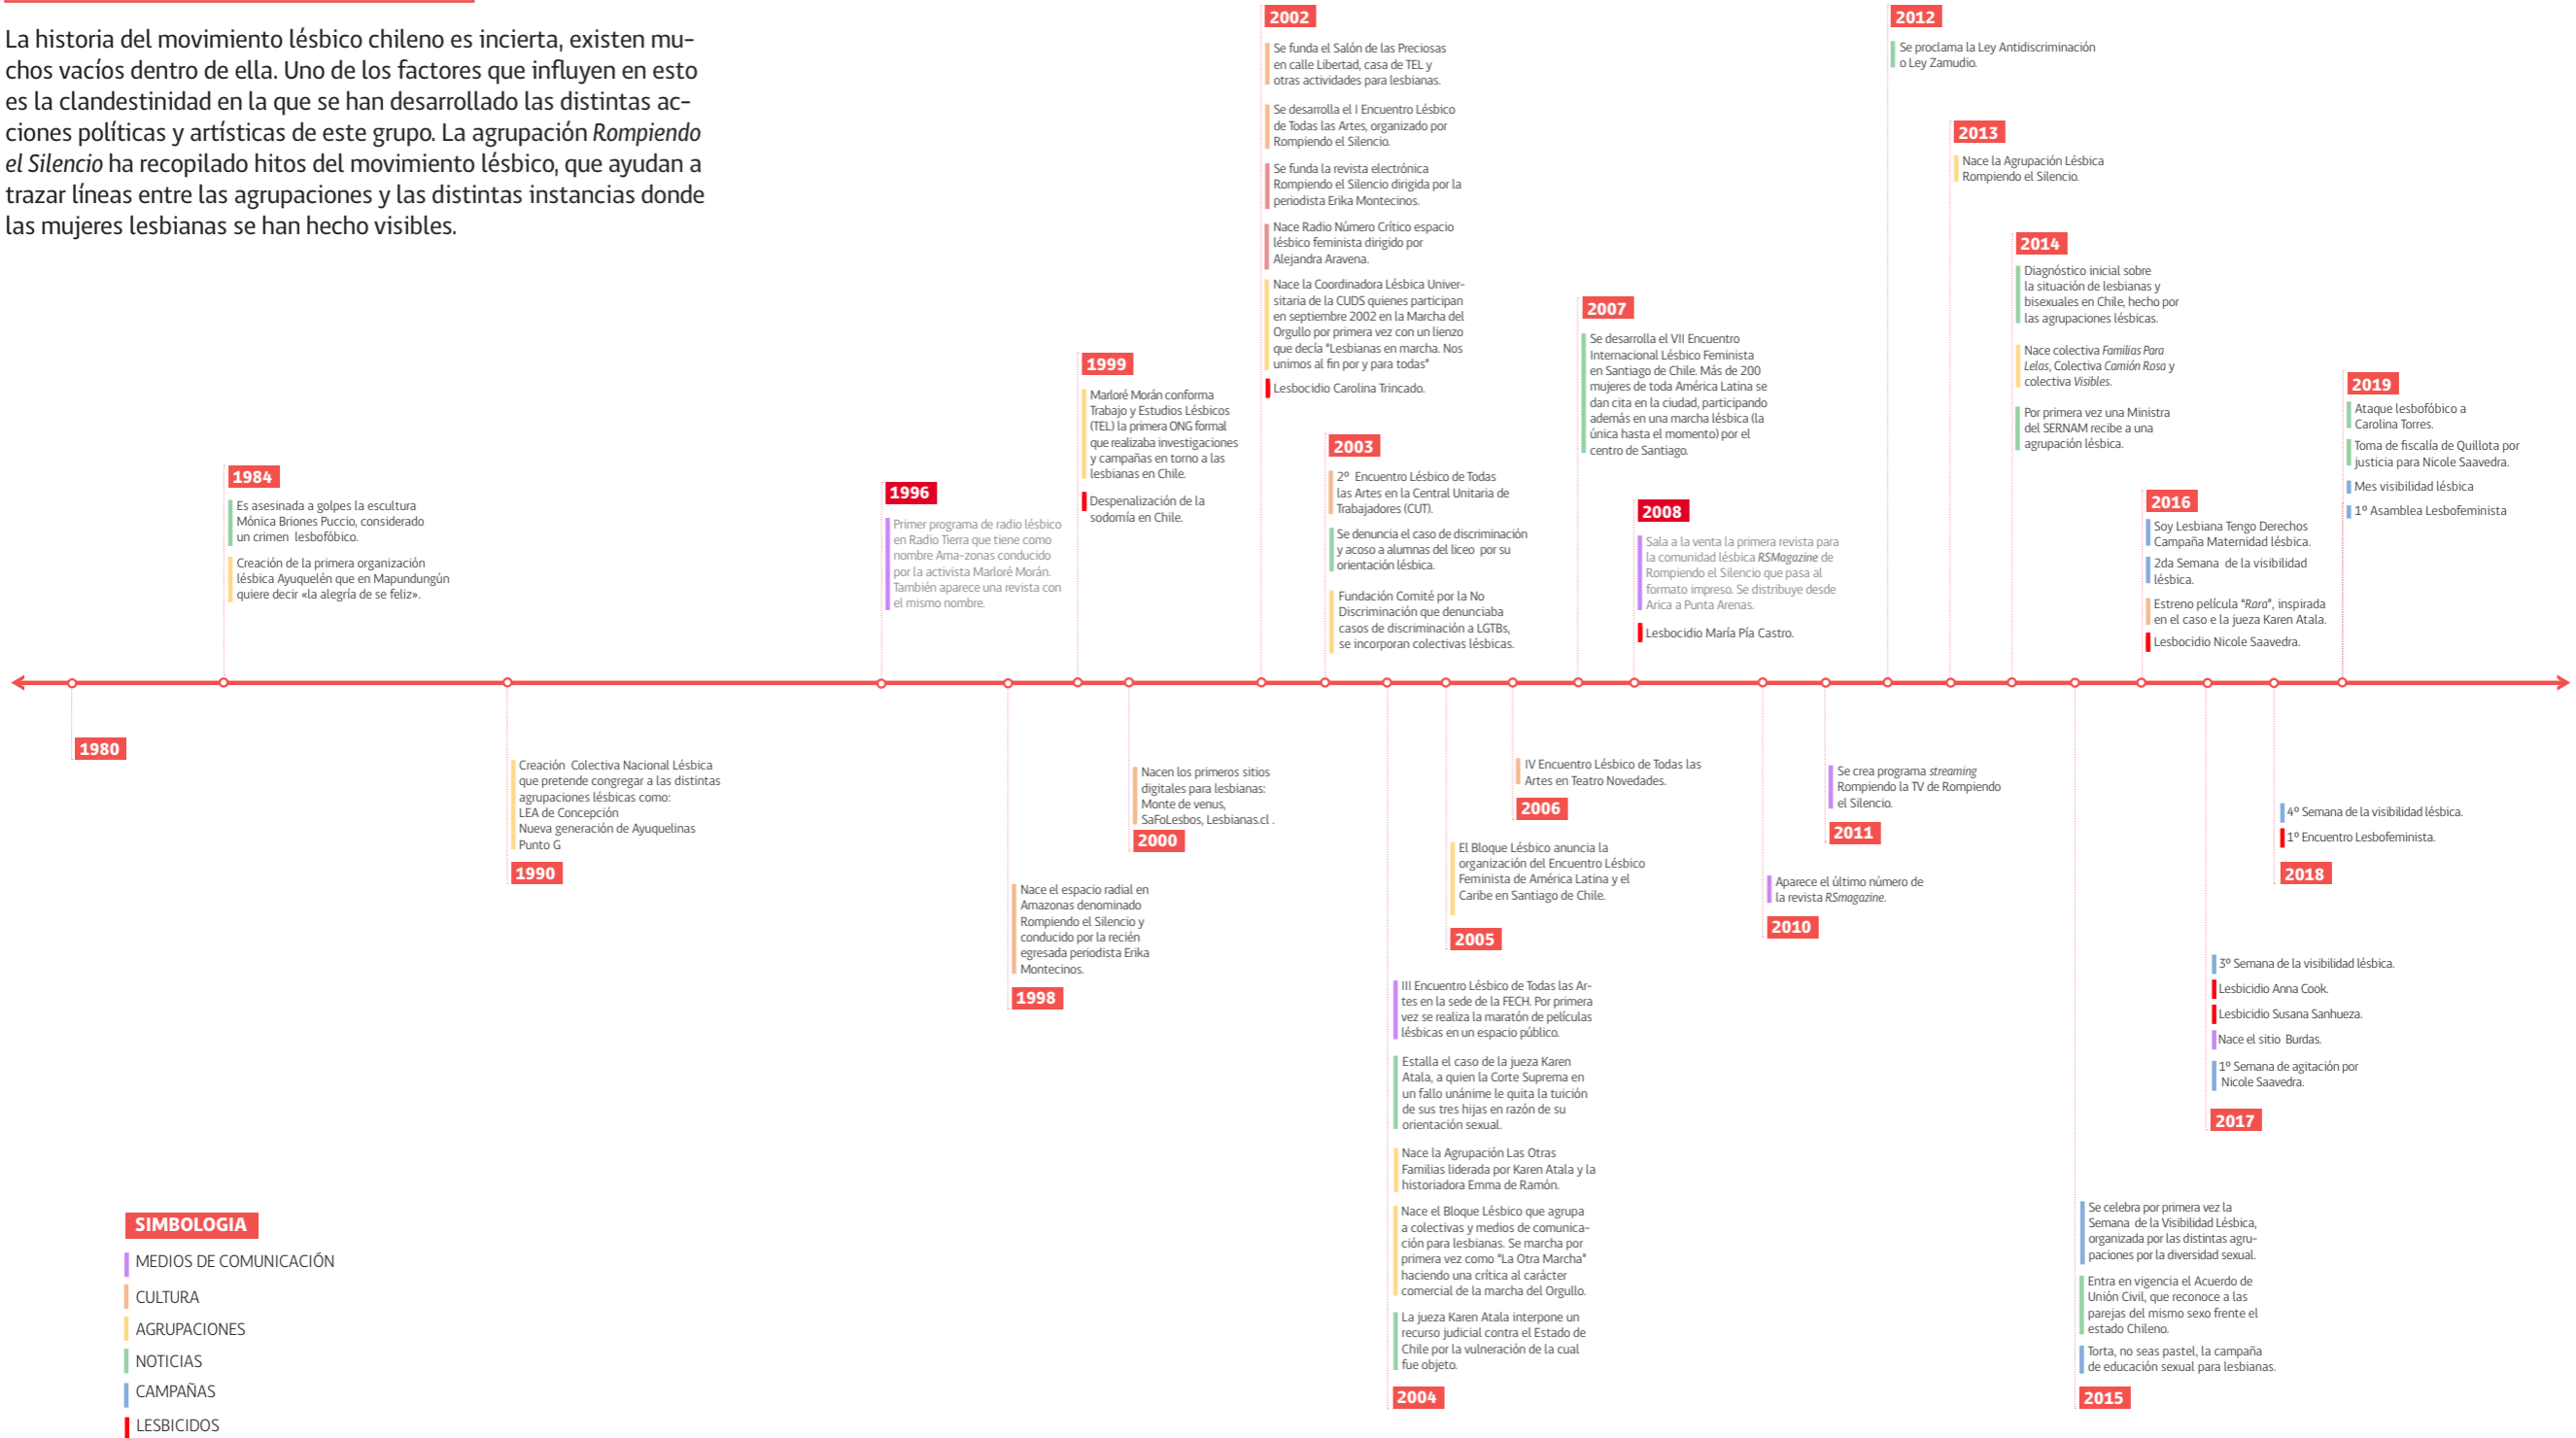 La historia del movimiento lésbico chileno es incierta, existen mu-
chos vacíos dentro de ella. Uno de los factores que influyen en esto
es la clandestinidad en la que se han desarrollado las distintas ac-
ciones políticas y artísticas de este grupo. La agrupación Rompiendo
el Silencio ha recopilado hitos del movimiento lésbico, que ayudan a
trazar líneas entre las agrupaciones y las distintas instancias donde
las mujeres lesbianas se han hecho visibles.
1980
1984
Es asesinada a golpes la escultura
Mónica Briones Puccio, considerado
un crimen lesbofóbico.
Creación de la primera organización
lésbica Ayuquelén que en Mapundungún
quiere decir «la alegría de se feliz».
Creación Colectiva Nacional Lésbica
que pretende congregar a las distintas
agrupaciones lésbicas como:
LEA de Concepción
Nueva generación de Ayuquelinas
Punto G
1990
1996
Primer programa de radio lésbico
en Radio Tierra que tiene como
nombre Ama-zonas conducido
por la activista Marloré Morán.
También aparece una revista con
el mismo nombre.
Nace el espacio radial en
Amazonas denominado
Rompiendo el Silencio y
conducido por la recién
egresada periodista Erika
Montecinos.
1998
1999
Marloré Morán conforma
Trabajo y Estudios Lésbicos
(TEL) la primera ONG formal
que realizaba investigaciones
y campañas en torno a las
lesbianas en Chile.
Despenalización de la
sodomía en Chile.
Nacen los primeros sitios
digitales para lesbianas:
Monte de venus,
SaFoLesbos, Lesbianas.cl .
2000
2002
Se funda el Salón de las Preciosas
en calle Libertad, casa de TEL y
otras actividades para lesbianas.
Se desarrolla el I Encuentro Lésbico
de Todas las Artes, organizado por
Rompiendo el Silencio.
Se funda la revista electrónica
Rompiendo el Silencio dirigida por la
periodista Erika Montecinos.
Nace Radio Número Crítico espacio
lésbico feminista dirigido por
Alejandra Aravena.
Nace la Coordinadora Lésbica Univer-
sitaria de la CUDS quienes participan
en septiembre 2002 en la Marcha del
Orgullo por primera vez con un lienzo
que decía "Lesbianas en marcha. Nos
unimos al fin por y para todas"
Lesbocidio Carolina Trincado.
2003
2º Encuentro Lésbico de Todas
las Artes en la Central Unitaria de
Trabajadores (CUT).
Se denuncia el caso de discriminación
y acoso a alumnas del liceo por su
orientación lésbica.
Fundación Comité por la No
Discriminación que denunciaba
casos de discriminación a LGTBs,
se incorporan colectivas lésbicas.
III Encuentro Lésbico de Todas las Ar-
tes en la sede de la FECH. Por primera
vez se realiza la maratón de películas
lésbicas en un espacio público.
Estalla el caso de la jueza Karen
Atala, a quien la Corte Suprema en
un fallo unánime le quita la tuición
de sus tres hijas en razón de su
orientación sexual.
Nace la Agrupación Las Otras
Familias liderada por Karen Atala y la
historiadora Emma de Ramón.
Nace el Bloque Lésbico que agrupa
a colectivas y medios de comunica-
ción para lesbianas. Se marcha por
primera vez como "La Otra Marcha"
haciendo una crítica al carácter
comercial de la marcha del Orgullo.
La jueza Karen Atala interpone un
recurso judicial contra el Estado de
Chile por la vulneración de la cual
fue objeto.
2004
El Bloque Lésbico anuncia la
organización del Encuentro Lésbico
Feminista de América Latina y el
Caribe en Santiago de Chile.
2005
IV Encuentro Lésbico de Todas las
Artes en Teatro Novedades.
2006
2007
Se desarrolla el VII Encuentro
Internacional Lésbico Feminista
en Santiago de Chile. Más de 200
mujeres de toda América Latina se
dan cita en la ciudad, participando
además en una marcha lésbica (la
única hasta el momento) por el
centro de Santiago.
2008
Sala a la venta la primera revista para
la comunidad lésbica RSMagazine de
Rompiendo el Silencio que pasa al
formato impreso. Se distribuye desde
Arica a Punta Arenas.
Lesbocidio María Pía Castro.
Aparece el último número de
la revista RSmagazine.
2010
Se crea programa streaming
Rompiendo la TV de Rompiendo
el Silencio.
2011
2012
Se proclama la Ley Antidiscriminación
o Ley Zamudio.
2013
Nace la Agrupación Lésbica
Rompiendo el Silencio.
2014
Diagnóstico inicial sobre
la situación de lesbianas y
bisexuales en Chile, hecho por
las agrupaciones lésbicas.
Nace colectiva Familias Para
Lelas, Colectiva Camión Rosa y
colectiva Visibles.
Por primera vez una Ministra
del SERNAM recibe a una
agrupación lésbica.
Se celebra por primera vez la
Semana de la Visibilidad Lésbica,
organizada por las distintas agru-
paciones por la diversidad sexual.
Entra en vigencia el Acuerdo de
Unión Civil, que reconoce a las
parejas del mismo sexo frente el
estado Chileno.
Torta, no seas pastel, la campaña
de educación sexual para lesbianas.
2015
2016
Soy Lesbiana Tengo Derechos
Campaña Maternidad lésbica.
2da Semana de la visibilidad
lésbica.
Estreno película "Rara", inspirada
en el caso e la jueza Karen Atala.
Lesbocidio Nicole Saavedra.
3º Semana de la visibilidad lésbica.
Lesbicidio Anna Cook.
Lesbicidio Susana Sanhueza.
Nace el sitio Burdas.
1º Semana de agitación por
Nicole Saavedra.
2017
4º Semana de la visibilidad lésbica.
1º Encuentro Lesbofeminista.
2018
2019
Ataque lesbofóbico a
Carolina Torres.
Toma de fiscalía de Quillota por
justicia para Nicole Saavedra.
Mes visibilidad lésbica
1º Asamblea Lesbofeminista
SIMBOLOGIA
MEDIOS DE COMUNICACIÓN
CULTURA
AGRUPACIONES
NOTICIAS
CAMPAÑAS
LESBICIDOS